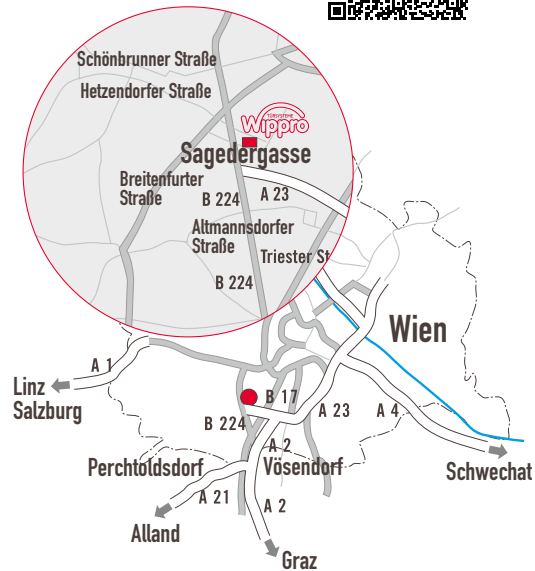 Schönbrunner Straße
Hetzendorfer Straße
TÜRSYSTEME
Wippro
Sagedergasse
Breitenfurter
Straße
B 224
A 23
Altmannsdorfer
Straße
Triester St
B 224
Wien
A 1
Linz
Salzburg
B 17
A 23
A 4
B 224
A 2
Perchtoldsdorf
Vösendorf
Schwechat
A 21
A 2
Alland
Graz